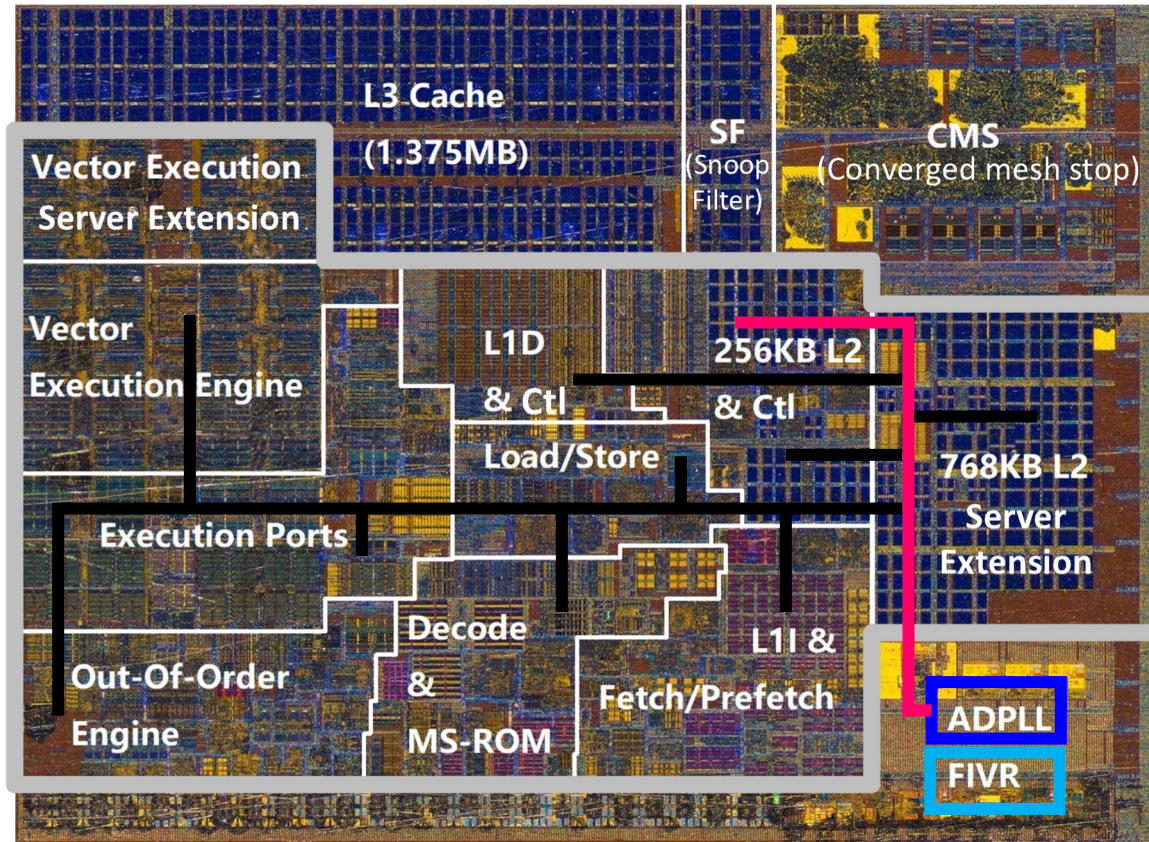 L3 Cache
(1.375MB)
SF
(Snoop
Filter)
CMS
(Converged mesh stop)
Vector Execution
Server Extension
Vector
Execution Engine
L1D
& Ctl
256KB L2
& Ctl
Load/Store
768KB L2
Server
Extension
Execution Ports
Decode
&
MS-ROM
L1I &
Fetch/Prefetch
Out-Of-Order
Engine
ADPLL
FIVR